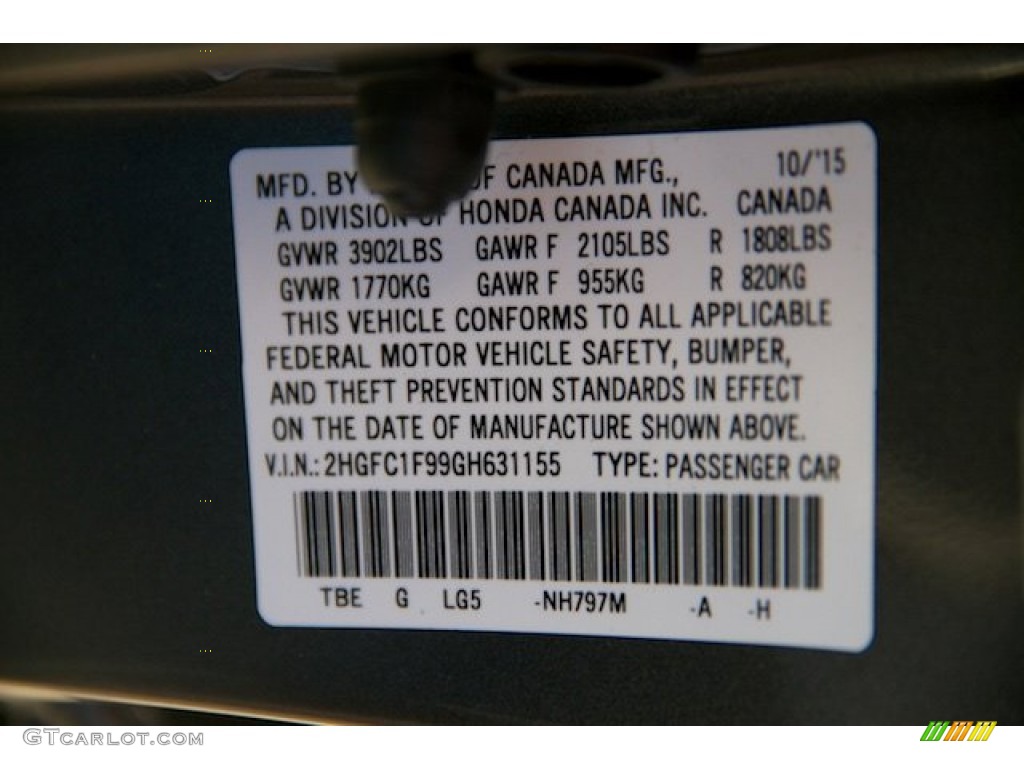 10/'15
MFD. BY OF CANADA MFG.,
A DIVISION OF HONDA CANADA INC. CANADA
GVWR 3902LBS GAWR F 2105LBS R 1808LBS
GVWR 1770KG GAWR F 955KG R 820KG
THIS VEHICLE CONFORMS TO ALL APPLICABLE
FEDERAL MOTOR VEHICLE SAFETY, BUMPER,
AND THEFT PREVENTION STANDARDS IN EFFECT
ON THE DATE OF MANUFACTURE SHOWN ABOVE.
V.I.N.: 2HGFC1F99GH631155 TYPE: PASSENGER CAR
TBE G LG5 -NH797M -A -H
GTCARLOT.COM